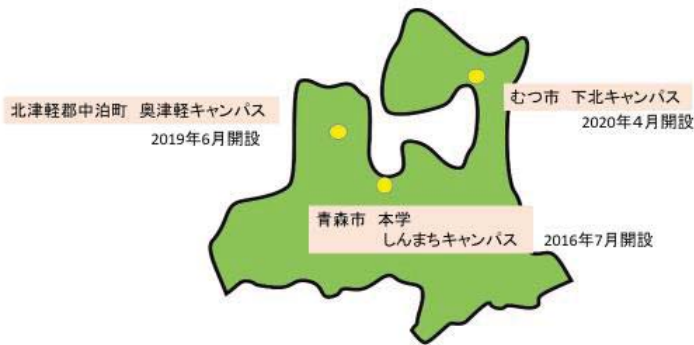 北津軽郡中泊町 奥津軽キャンパス
2019年6月開設
むつ市 下北キャンパス
2020年4月開設
青森市 本学
しんまちキャンパス
2016年7月開設